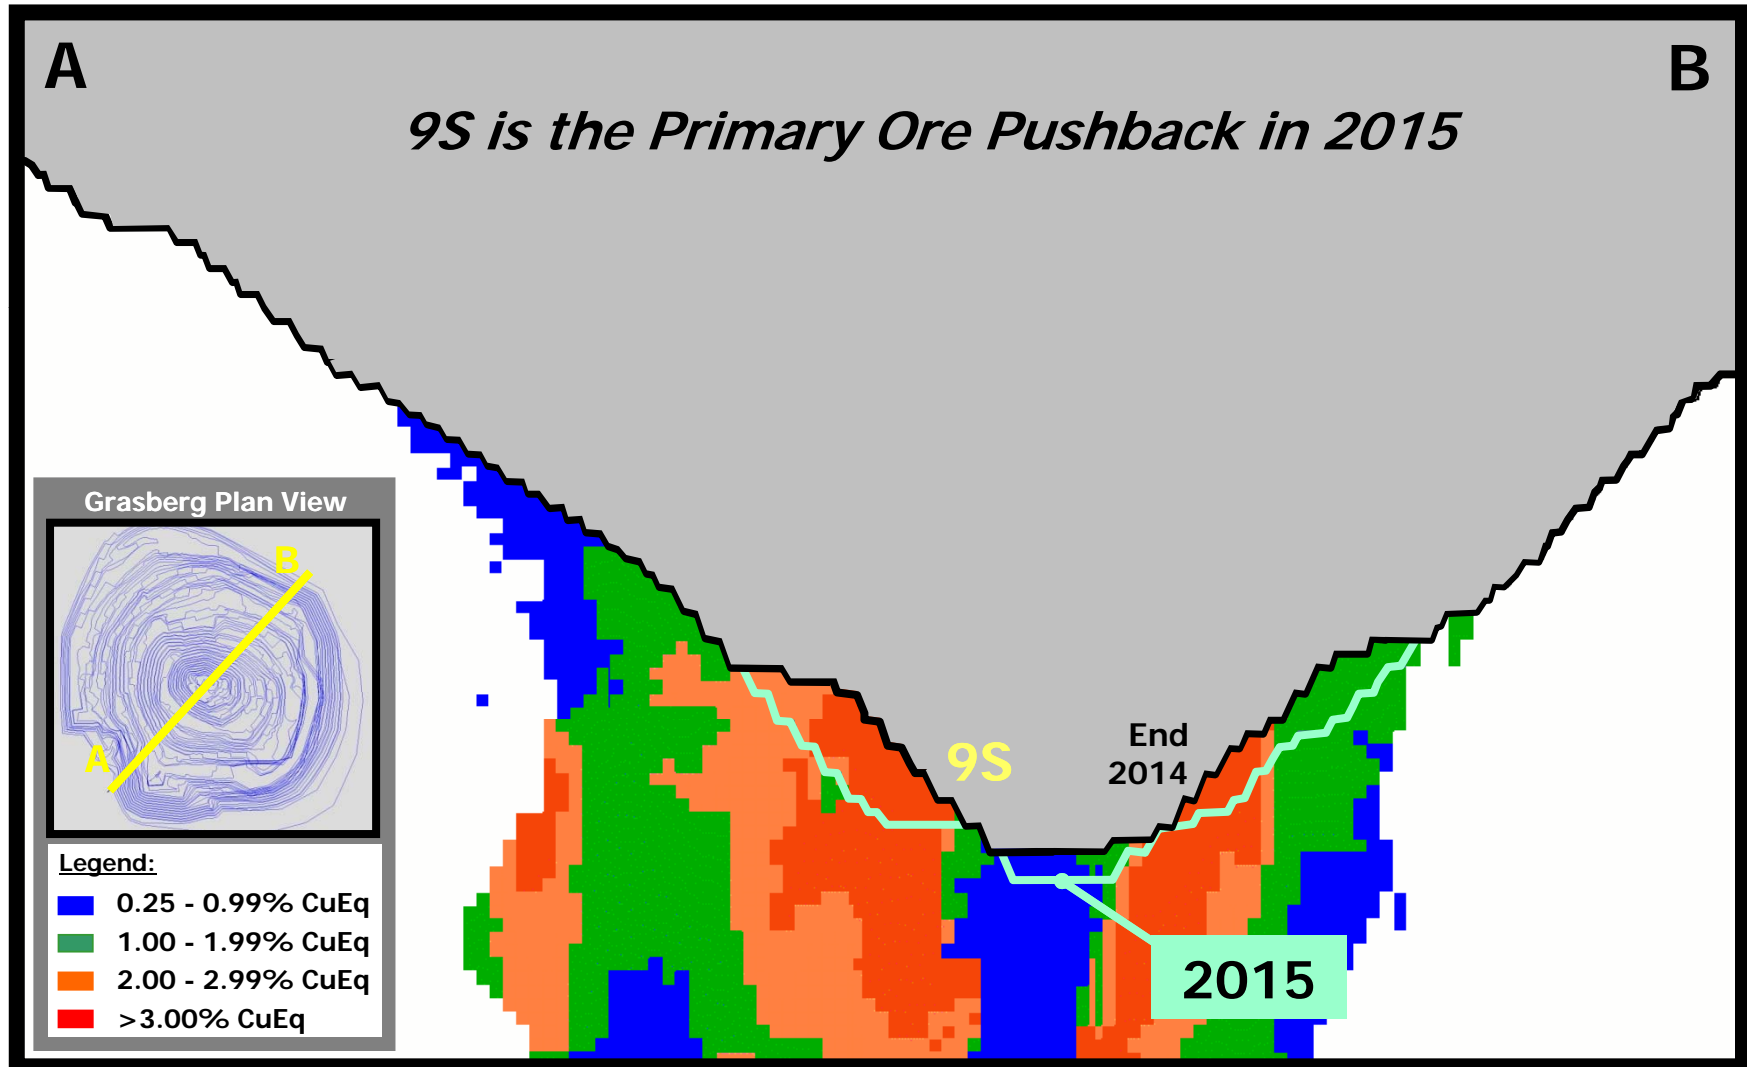 A
B
9S is the Primary Ore Pushback in 2015
Grasberg Plan View
B
A
9S
End
2014
Legend:
0.25 - 0.99% CuEq
1.00 - 1.99% CuEq
2.00 - 2.99% CuEq
>3.00% CuEq
2015